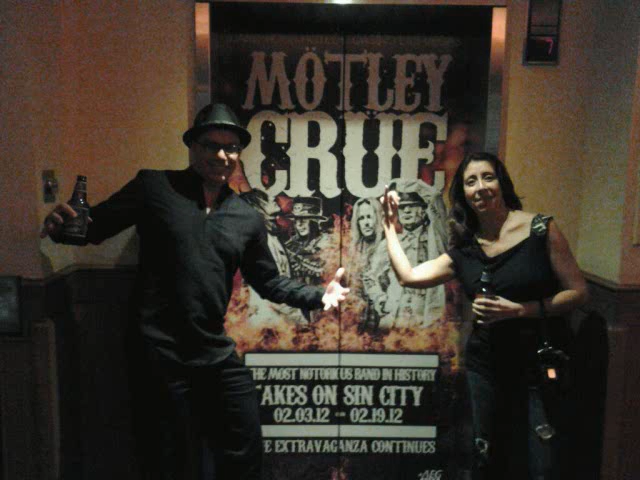 MÖTLEY
CRÜE
THE MOST NOTORIOUS BAND IN HISTORY
TAKES ON SIN CITY
02.03.12 — 02.19.12
E EXTRAVAGANZA CONTINUES
AEG